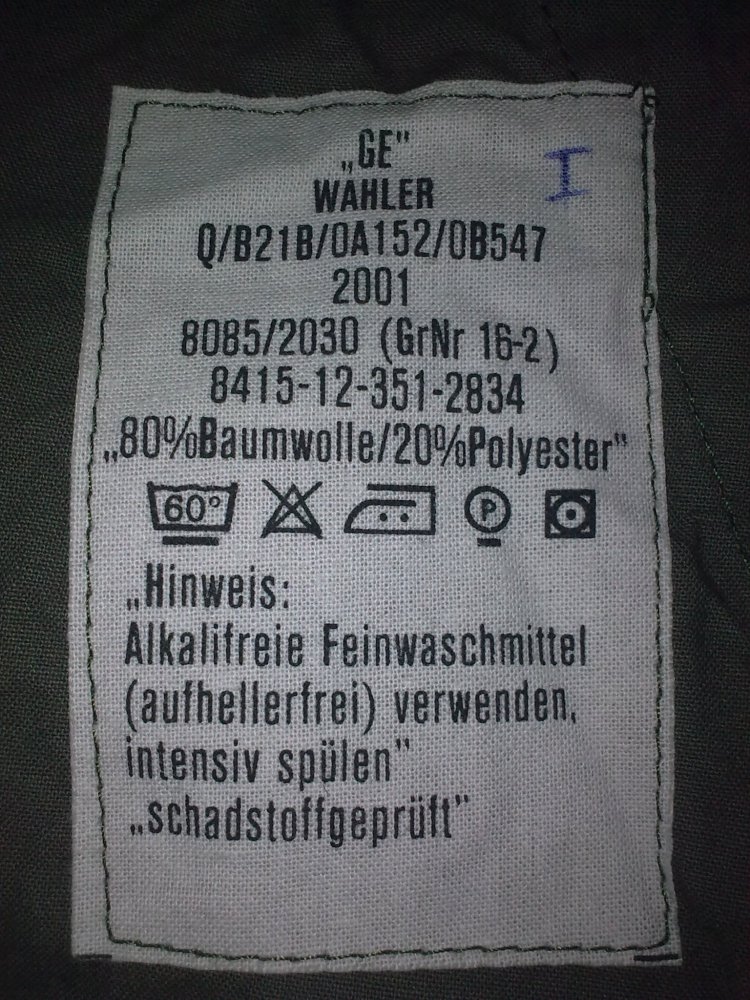 „GE"
I
WAHLER
Q/B21B/0A152/0B547
2001
8085/2030 (GrNr 16-2)
8415-12-351-2834
„80%Baumwolle/20%Polyester"
60° P
„Hinweis:
Alkalifreie Feinwaschmittel
(aufhellerfrei) verwenden,
intensiv spülen"
„schadstoffgeprüft"